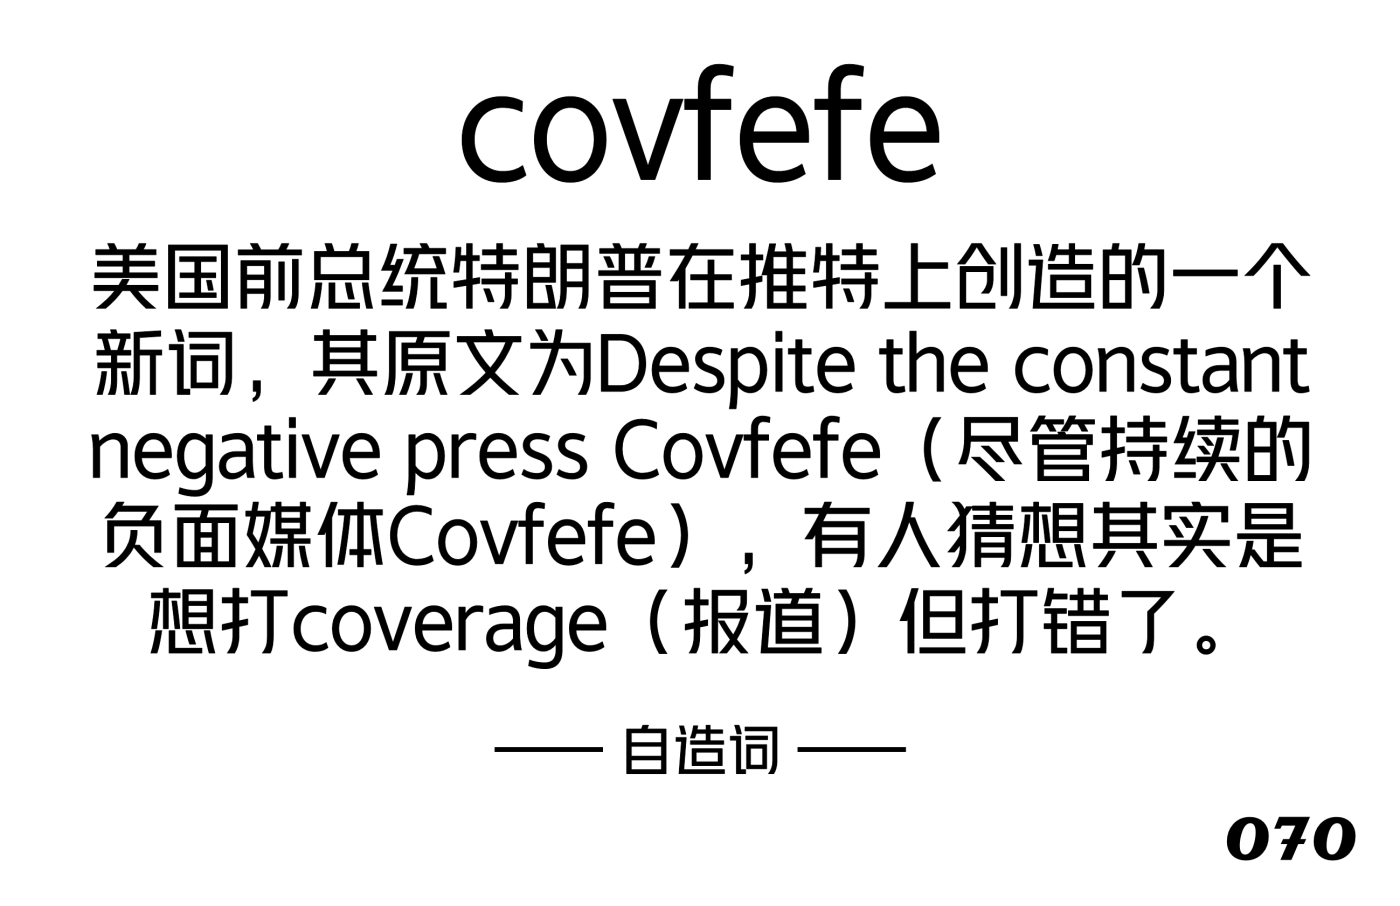 covfefe
美国前总统特朗普在推特上创造的一个
新词，其原文为Despite the constant
negative press Covfefe（尽管持续的
负面媒体Covfefe），有人猜想其实是
想打coverage（报道）但打错了。
—— 自造词 ——
070